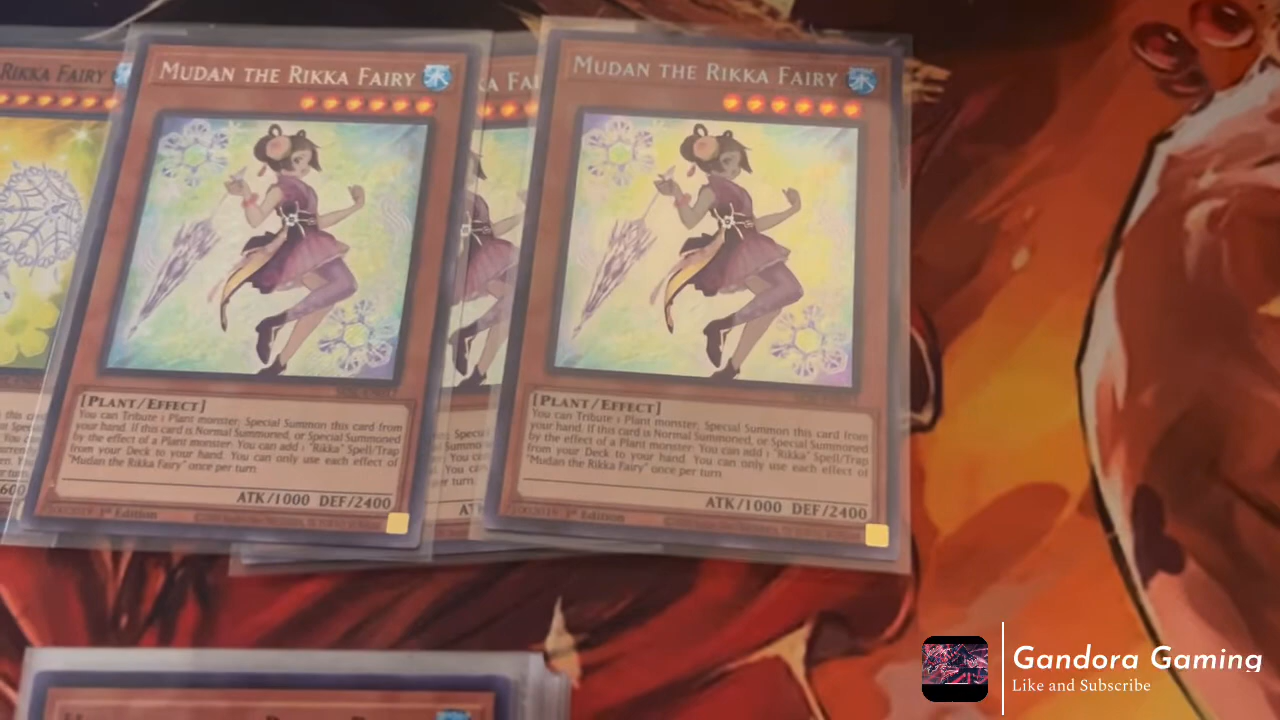 RIKKA FAIRY
MUDAN THE RIKKA FAIRY
[PLANT/EFFECT]
You can Tribute 1 Plant monster; Special Summon this card from
your hand. If this card is Normal Summoned, or Special Summoned
by the effect of a Plant monster: You can add 1 "Rikka" Spell/Trap
from your Deck to your hand. You can only use each effect of
"Mudan the Rikka Fairy" once per turn
ATK/1000 DEF/2400
1st Edition
MUDAN THE RIKKA FAIRY
[PLANT/EFFECT]
You can Tribute 1 Plant monster; Special Summon this card from
your hand. If this card is Normal Summoned, or Special Summoned
by the effect of a Plant monster: You can add 1 "Rikka" Spell/Trap
from your Deck to your hand. You can only use each effect of
"Mudan the Rikka Fairy" once per turn
ATK/1000 DEF/2400
1st Edition
Gandora Gaming
Like and Subscribe